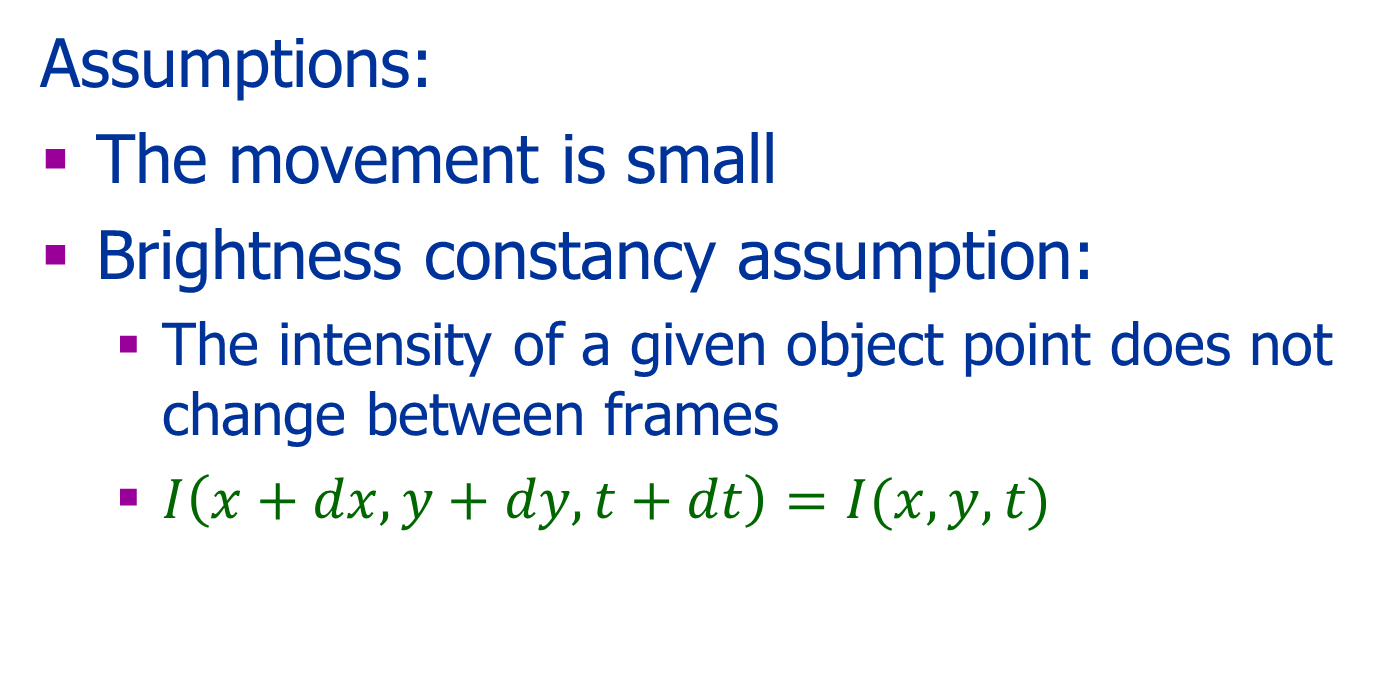 Assumptions:
▪ The movement is small
▪ Brightness constancy assumption:
▪ The intensity of a given object point does not
change between frames
▪ I(x + dx, y + dy, t + dt) = I(x, y, t)